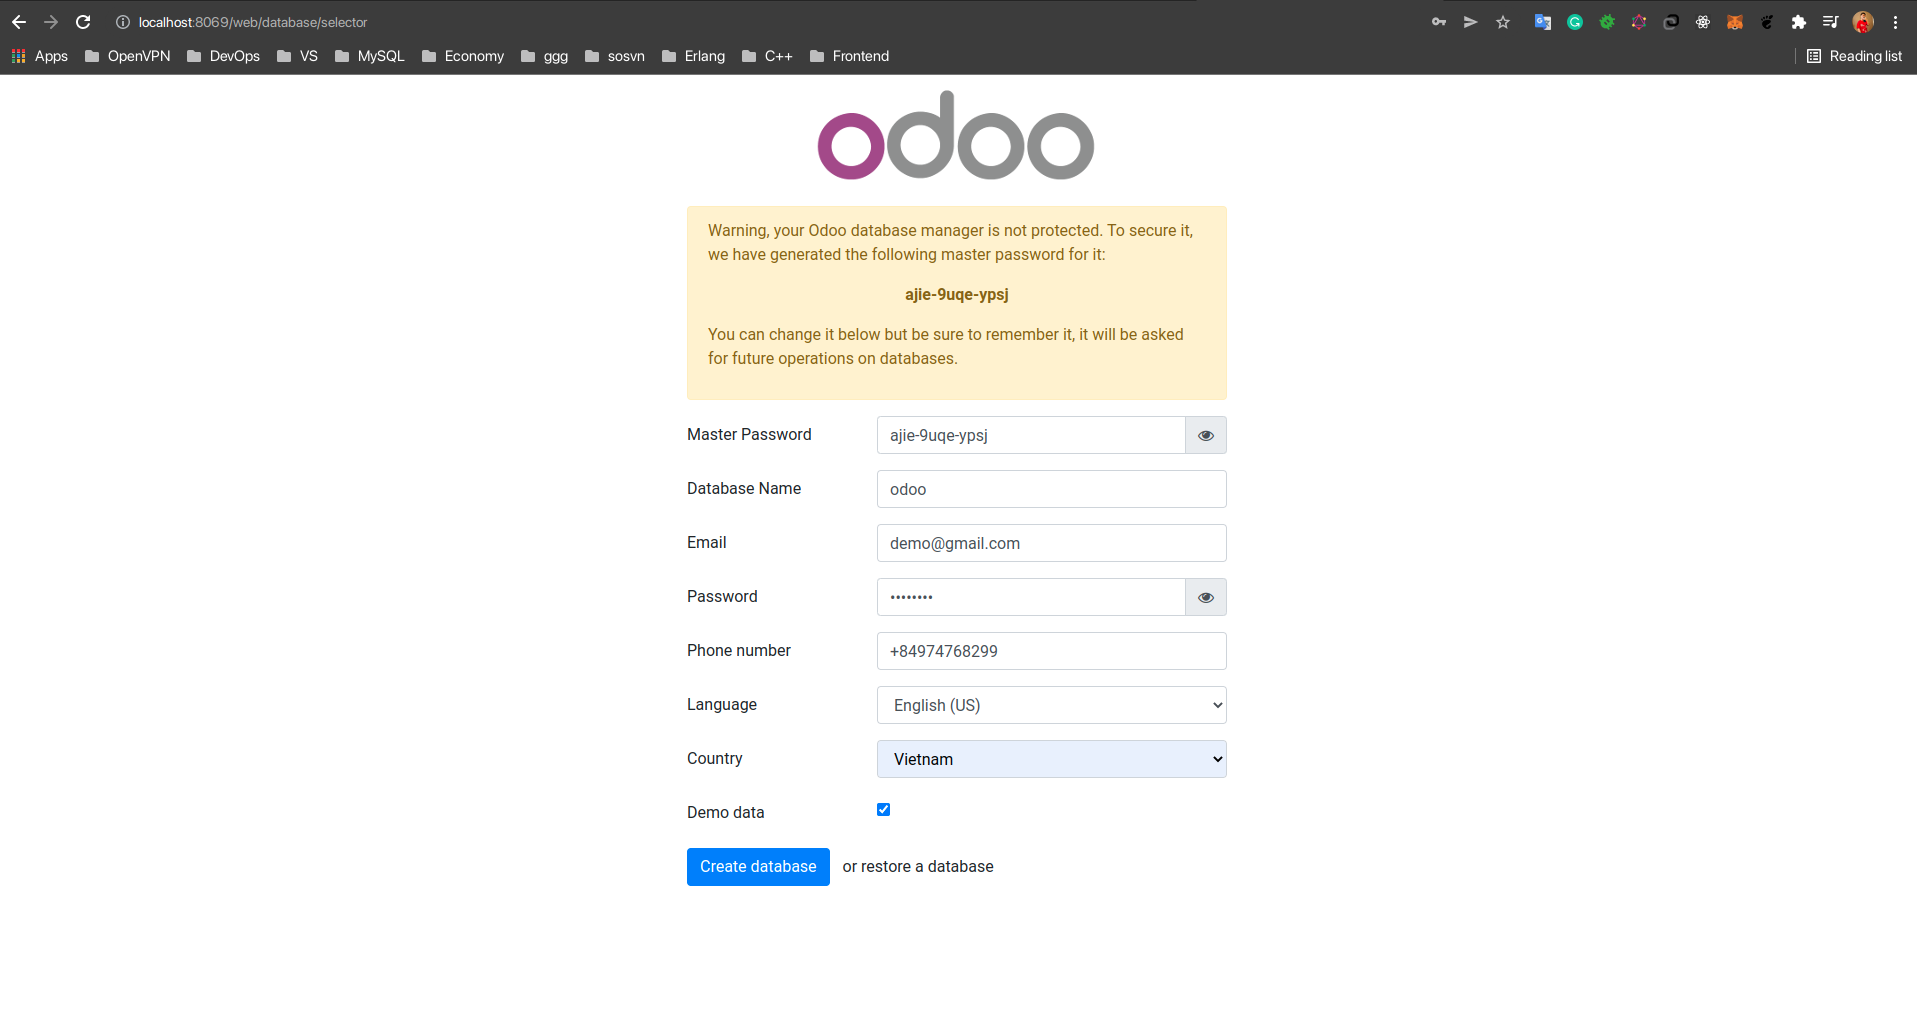 localhost:8069/web/database/selector
Apps OpenVPN DevOps VS MySQL Economy ggg sosvn Erlang C++ Frontend Reading list
odoo
Warning, your Odoo database manager is not protected. To secure it,
we have generated the following master password for it:
ajie-9uqe-ypsj
You can change it below but be sure to remember it, it will be asked
for future operations on databases.
Master Password ajie-9uqe-ypsj
Database Name odoo
Email demo@gmail.com
Password ••••••••
Phone number +84974768299
Language English (US)
Country Vietnam
Demo data
Create database or restore a database